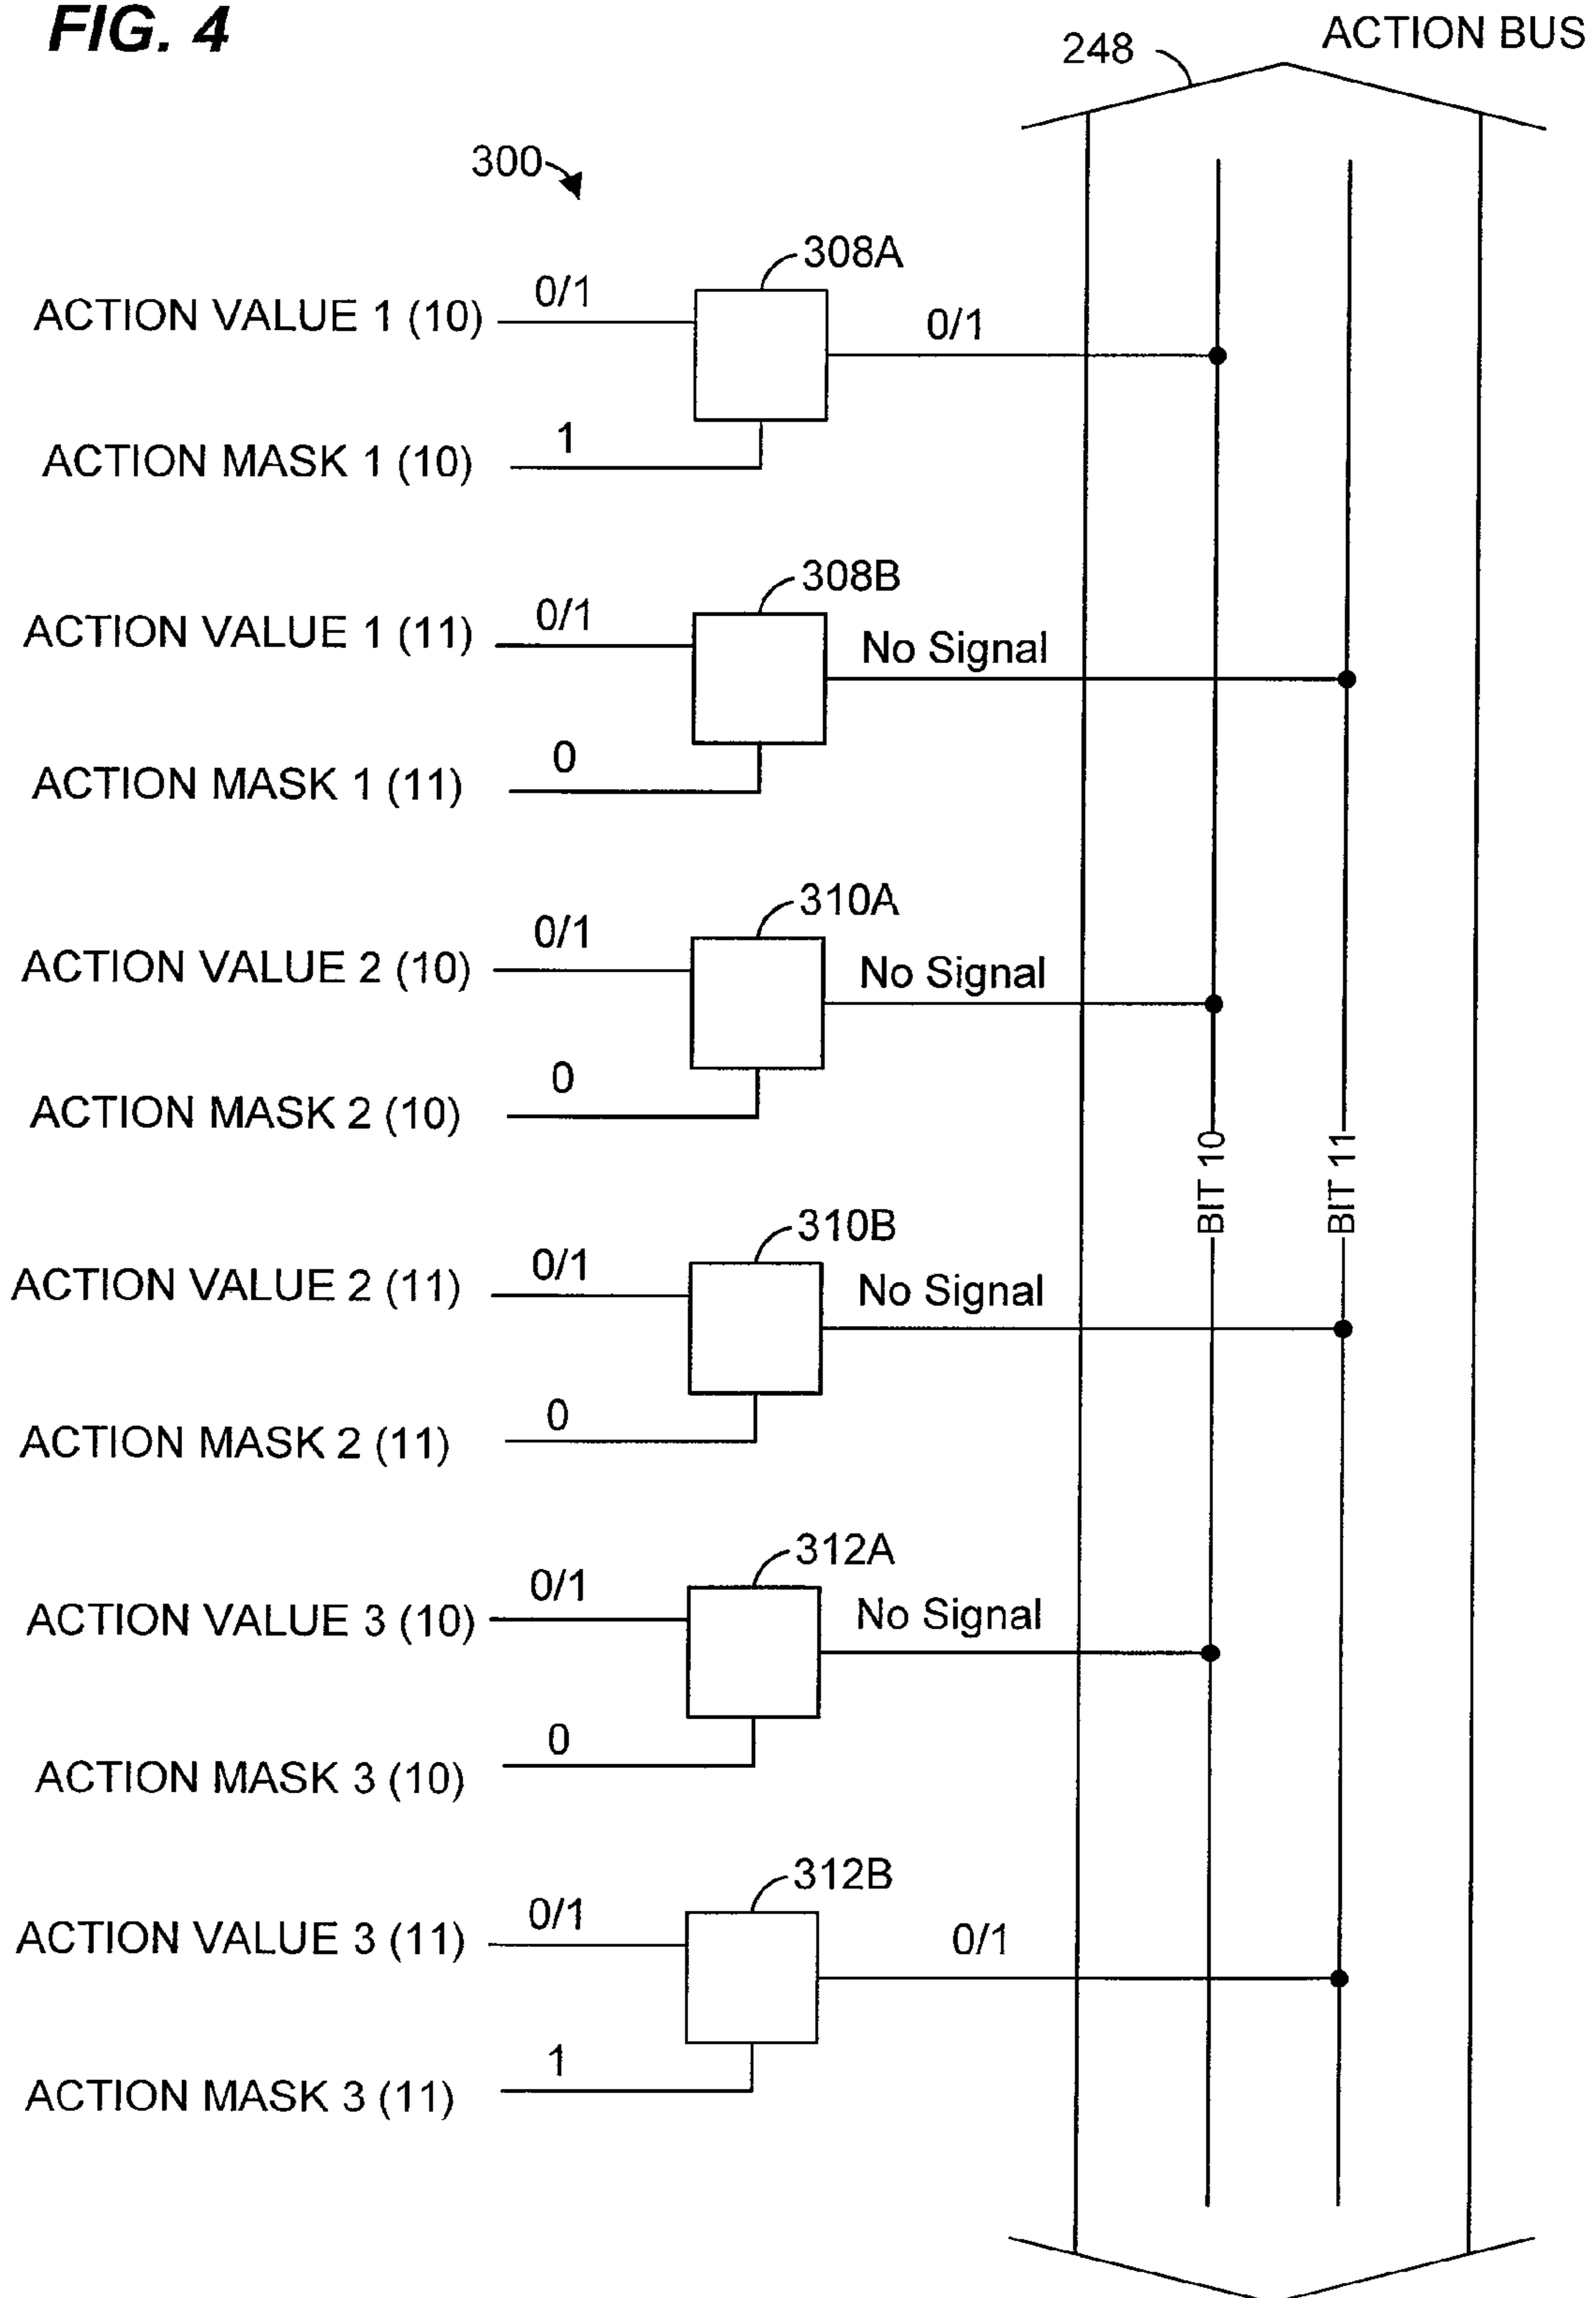 FIG. 4
ACTION BUS
248
300
308A
ACTION VALUE 1 (10)
0/1
0/1
ACTION MASK 1 (10)
1
308B
ACTION VALUE 1 (11)
0/1
No Signal
ACTION MASK 1 (11)
0
310A
ACTION VALUE 2 (10)
0/1
No Signal
ACTION MASK 2 (10)
0
BIT 10
BIT 11
310B
ACTION VALUE 2 (11)
0/1
No Signal
ACTION MASK 2 (11)
0
312A
ACTION VALUE 3 (10)
0/1
No Signal
ACTION MASK 3 (10)
0
312B
ACTION VALUE 3 (11)
0/1
0/1
ACTION MASK 3 (11)
1